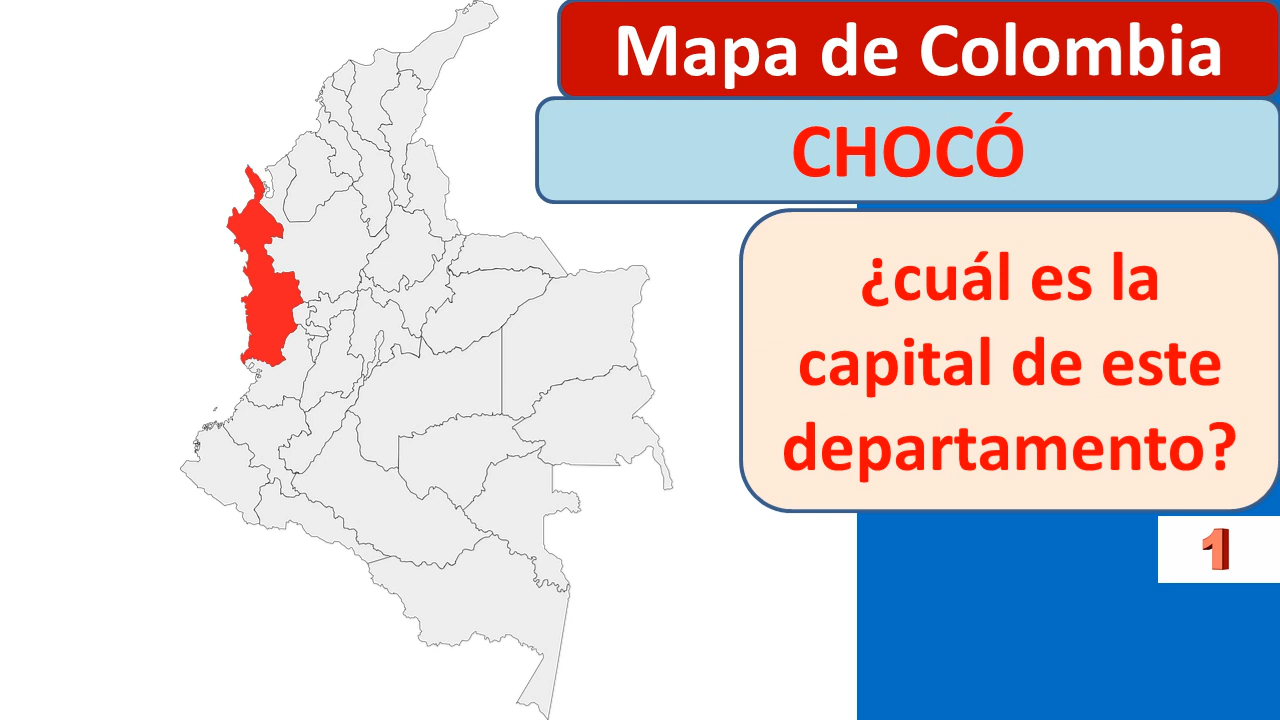 Mapa de Colombia
CHOCÓ
¿cuál es la
capital de este
departamento?
1